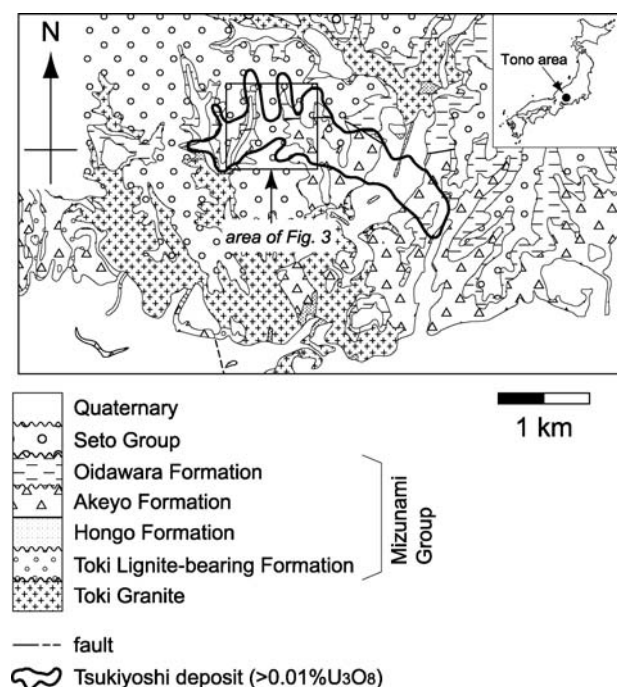 N
Tono area
area of Fig. 3
Quaternary
Seto Group
Oidawara Formation
Akeyo Formation
Hongo Formation
Toki Lignite-bearing Formation
Toki Granite
Mizunami
Group
1 km
fault
Tsukiyoshi deposit (>0.01%U₃O₈)